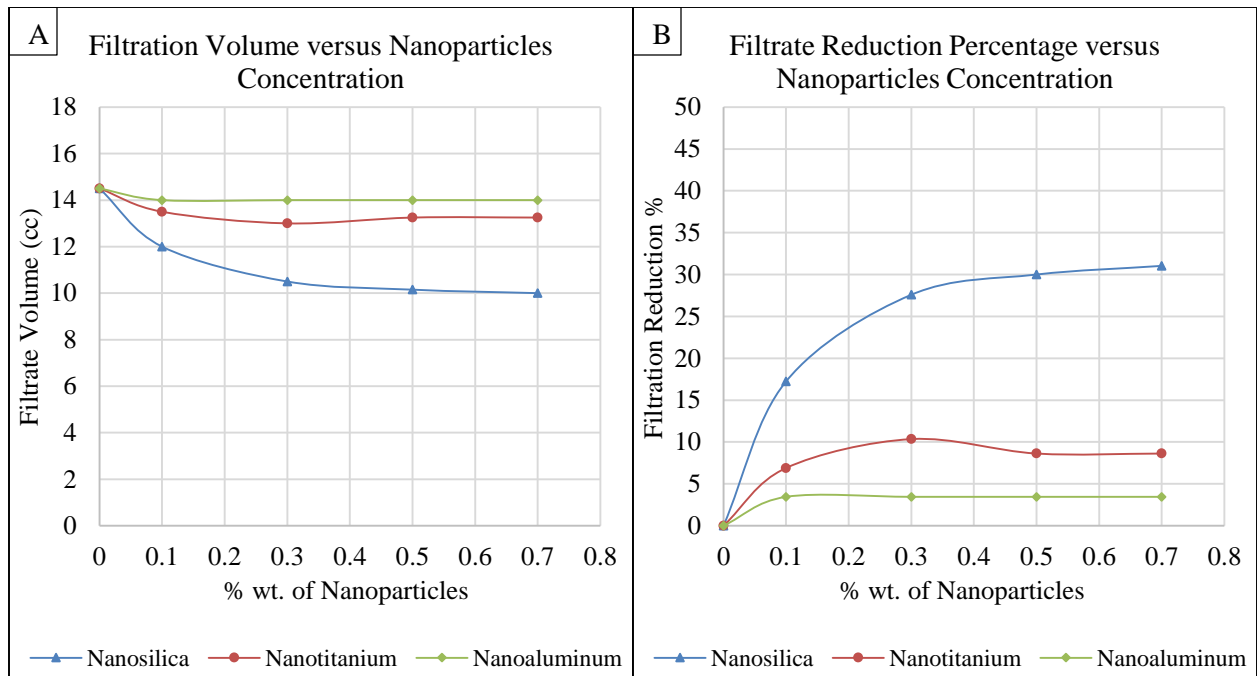 A
Filtration Volume versus Nanoparticles
Concentration
Filtrate Volume (cc)
18
16
14
12
10
8
6
4
2
0
0 0.1 0.2 0.3 0.4 0.5 0.6 0.7 0.8
% wt. of Nanoparticles
Nanosilica Nanotitanium Nanoaluminum
B
Filtrate Reduction Percentage versus
Nanoparticles Concentration
Filtration Reduction %
50
45
40
35
30
25
20
15
10
5
0
0 0.1 0.2 0.3 0.4 0.5 0.6 0.7 0.8
% wt. of Nanoparticles
Nanosilica Nanotitanium Nanoaluminum